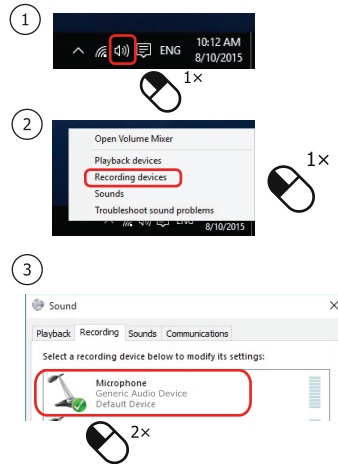 1
ENG
10:12 AM
8/10/2015
1×
2
Open Volume Mixer
Playback devices
Recording devices
Sounds
Troubleshoot sound problems
ENG
8/10/2015
1×
3
Sound
Playback Recording Sounds Communications
Select a recording device below to modify its settings:
Microphone
Generic Audio Device
Default Device
2×